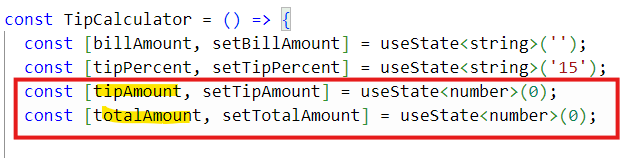 const TipCalculator = () => {
const [billAmount, setBillAmount] = useState<string>('');
const [tipPercent, setTipPercent] = useState<string>('15');
const [tipAmount, setTipAmount] = useState<number>(0);
const [totalAmount, setTotalAmount] = useState<number>(0);